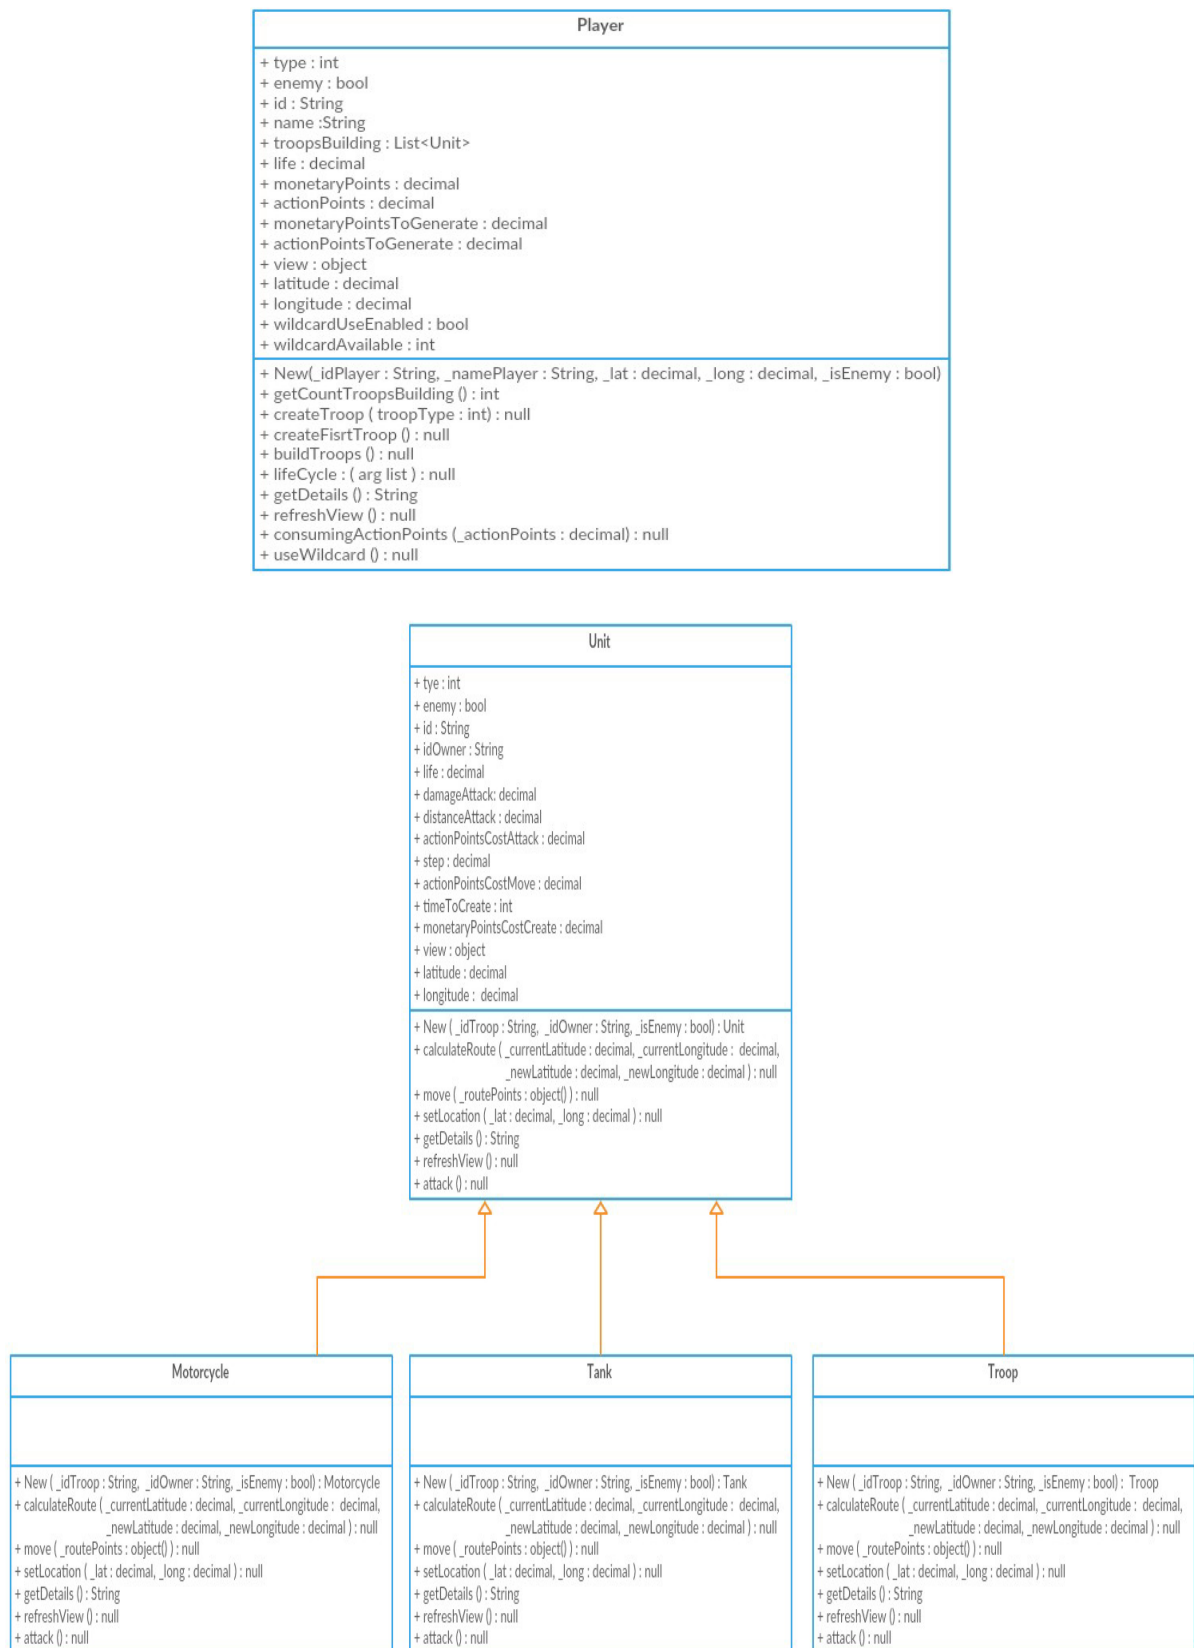 Player
+ type : int
+ enemy : bool
+ id : String
+ name :String
+ troopsBuilding : List<Unit>
+ life : decimal
+ monetaryPoints : decimal
+ actionPoints : decimal
+ monetaryPointsToGenerate : decimal
+ actionPointsToGenerate : decimal
+ view : object
+ latitude : decimal
+ longitude : decimal
+ wildcardUseEnabled : bool
+ wildcardAvailable : int
+ New(_idPlayer : String, _namePlayer : String, _lat : decimal, _long : decimal, _isEnemy : bool)
+ getCountTroopsBuilding () : int
+ createTroop ( troopType : int) : null
+ createFisrtTroop () : null
+ buildTroops () : null
+ lifeCycle : ( arg list ) : null
+ getDetails () : String
+ refreshView () : null
+ consumingActionPoints (_actionPoints : decimal) : null
+ useWildcard () : null
Unit
+ tye : int
+ enemy : bool
+ id : String
+ idOwner : String
+ life : decimal
+ damageAttack: decimal
+ distanceAttack : decimal
+ actionPointsCostAttack : decimal
+ step : decimal
+ actionPointsCostMove : decimal
+ timeToCreate : int
+ monetaryPointsCostCreate : decimal
+ view : object
+ latitude : decimal
+ longitude : decimal
+ New ( _idTroop : String, _idOwner : String, _isEnemy : bool) : Unit
+ calculateRoute ( _currentLatitude : decimal, _currentLongitude : decimal,
_newLatitude : decimal, _newLongitude : decimal ) : null
+ move ( _routePoints : object() ) : null
+ setLocation ( _lat : decimal, _long : decimal ) : null
+ getDetails () : String
+ refreshView () : null
+ attack () : null
Motorcycle
+ New ( _idTroop : String, _idOwner : String, _isEnemy : bool) : Motorcycle
+ calculateRoute ( _currentLatitude : decimal, _currentLongitude : decimal,
_newLatitude : decimal, _newLongitude : decimal ) : null
+ move ( _routePoints : object() ) : null
+ setLocation ( _lat : decimal, _long : decimal ) : null
+ getDetails () : String
+ refreshView () : null
+ attack () : null
Tank
+ New ( _idTroop : String, _idOwner : String, _isEnemy : bool) : Tank
+ calculateRoute ( _currentLatitude : decimal, _currentLongitude : decimal,
_newLatitude : decimal, _newLongitude : decimal ) : null
+ move ( _routePoints : object() ) : null
+ setLocation ( _lat : decimal, _long : decimal ) : null
+ getDetails () : String
+ refreshView () : null
+ attack () : null
Troop
+ New ( _idTroop : String, _idOwner : String, _isEnemy : bool) : Troop
+ calculateRoute ( _currentLatitude : decimal, _currentLongitude : decimal,
_newLatitude : decimal, _newLongitude : decimal ) : null
+ move ( _routePoints : object() ) : null
+ setLocation ( _lat : decimal, _long : decimal ) : null
+ getDetails () : String
+ refreshView () : null
+ attack () : null